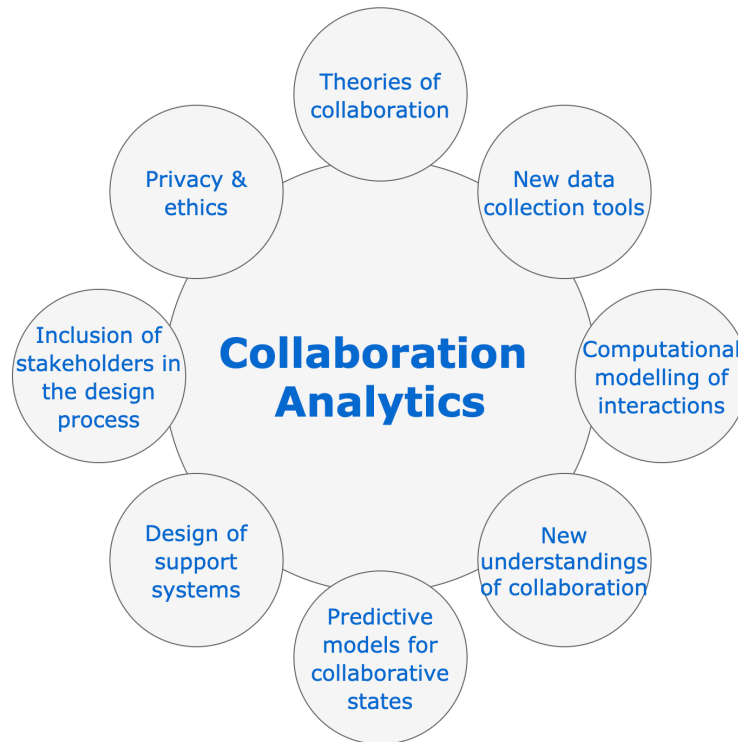 Theories of
collaboration
New data
collection tools
Computational
modelling of
interactions
New
understandings
of collaboration
Predictive
models for
collaborative
states
Design of
support
systems
Inclusion of
stakeholders in
the design
process
Privacy &
ethics
Collaboration
Analytics